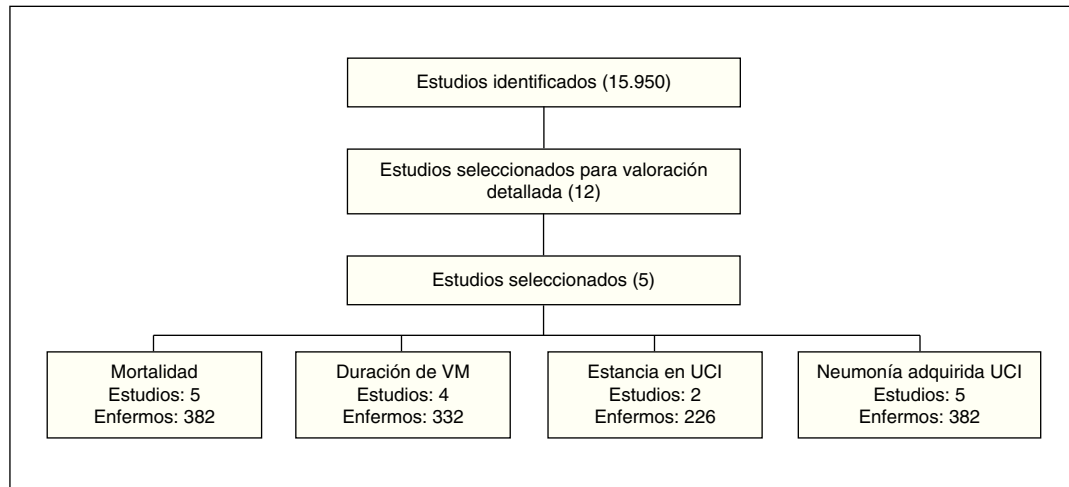 Estudios identificados (15.950)
Estudios seleccionados para valoración
detallada (12)
Estudios seleccionados (5)
Mortalidad
Estudios: 5
Enfermos: 382
Duración de VM
Estudios: 4
Enfermos: 332
Estancia en UCI
Estudios: 2
Enfermos: 226
Neumonía adquirida UCI
Estudios: 5
Enfermos: 382